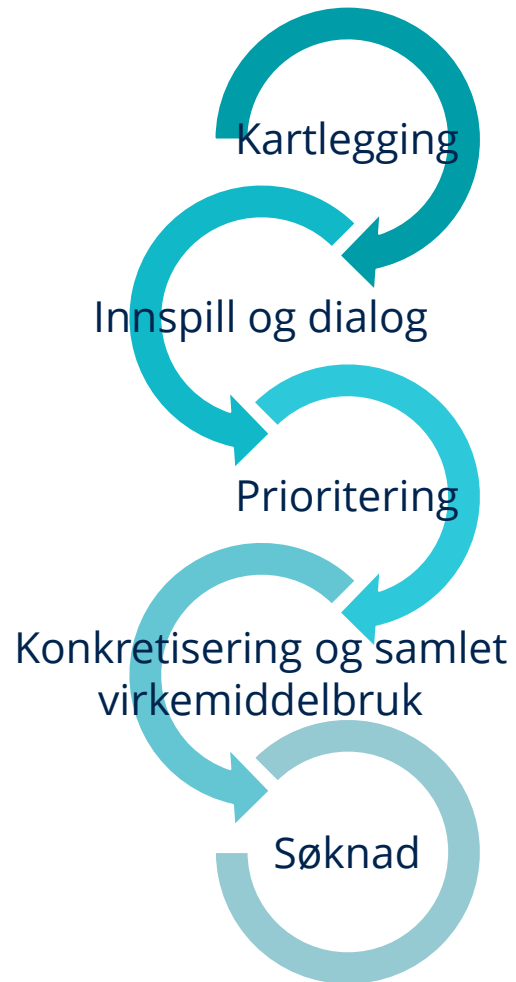 Kartlegging
Innspill og dialog
Prioritering
Konkretisering og samlet
virkemiddelbruk
Søknad